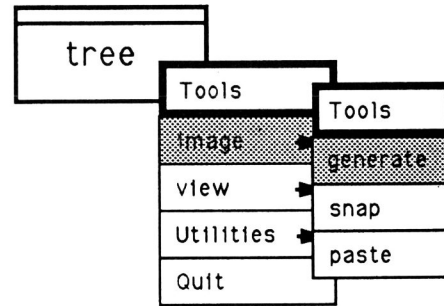 tree
Tools
image
view
Utilities
Quit
Tools
generate
snap
paste